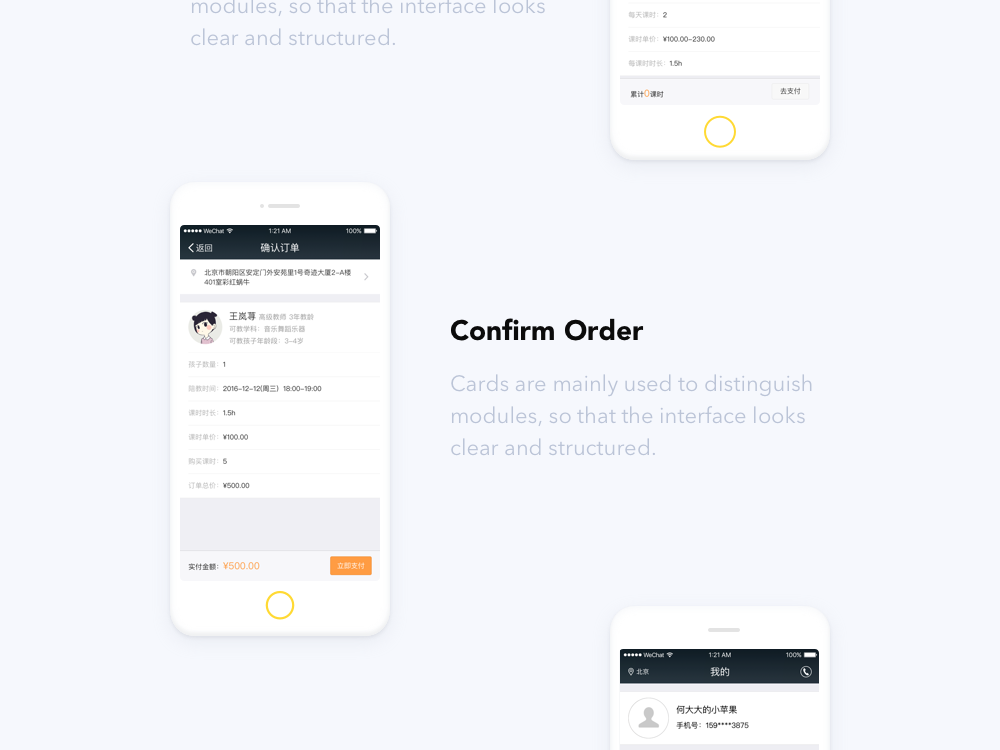 modules, so that the interface looks
clear and structured.
每天课时： 2
课时单价： ¥100.00-230.00
每课时时长： 1.5h
累计0课时
去支付
WeChat 1:21 AM 100%
返回 确认订单
北京市朝阳区安定门外安苑里1号奇迹大厦2-A楼
401室彩红蜗牛
王岚荨 高级教师 3年教龄
可教学科： 音乐舞蹈乐器
可教孩子年龄段： 3-4岁
孩子数量： 1
陪教时间： 2016-12-12(周三) 18:00-19:00
课时时长： 1.5h
课时单价： ¥100.00
购买课时： 5
订单总价： ¥500.00
实付金额： ¥500.00
立即支付
Confirm Order
Cards are mainly used to distinguish
modules, so that the interface looks
clear and structured.
WeChat 1:21 AM 100%
北京 我的
何大大的小苹果
手机号： 159****3875